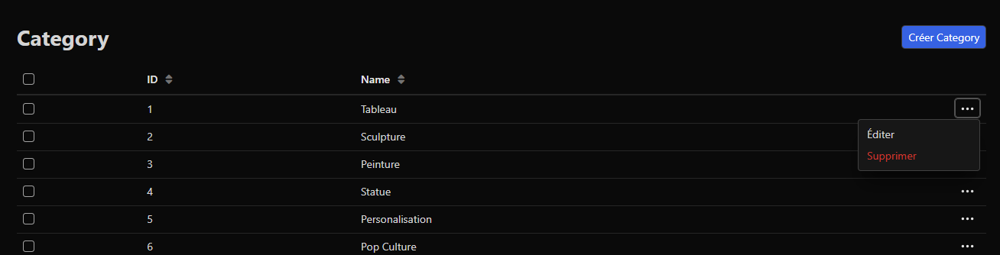 Category
Créer Category
ID Name
1 Tableau
Éditer
2 Sculpture
Supprimer
3 Peinture
4 Statue
5 Personalisation
6 Pop Culture